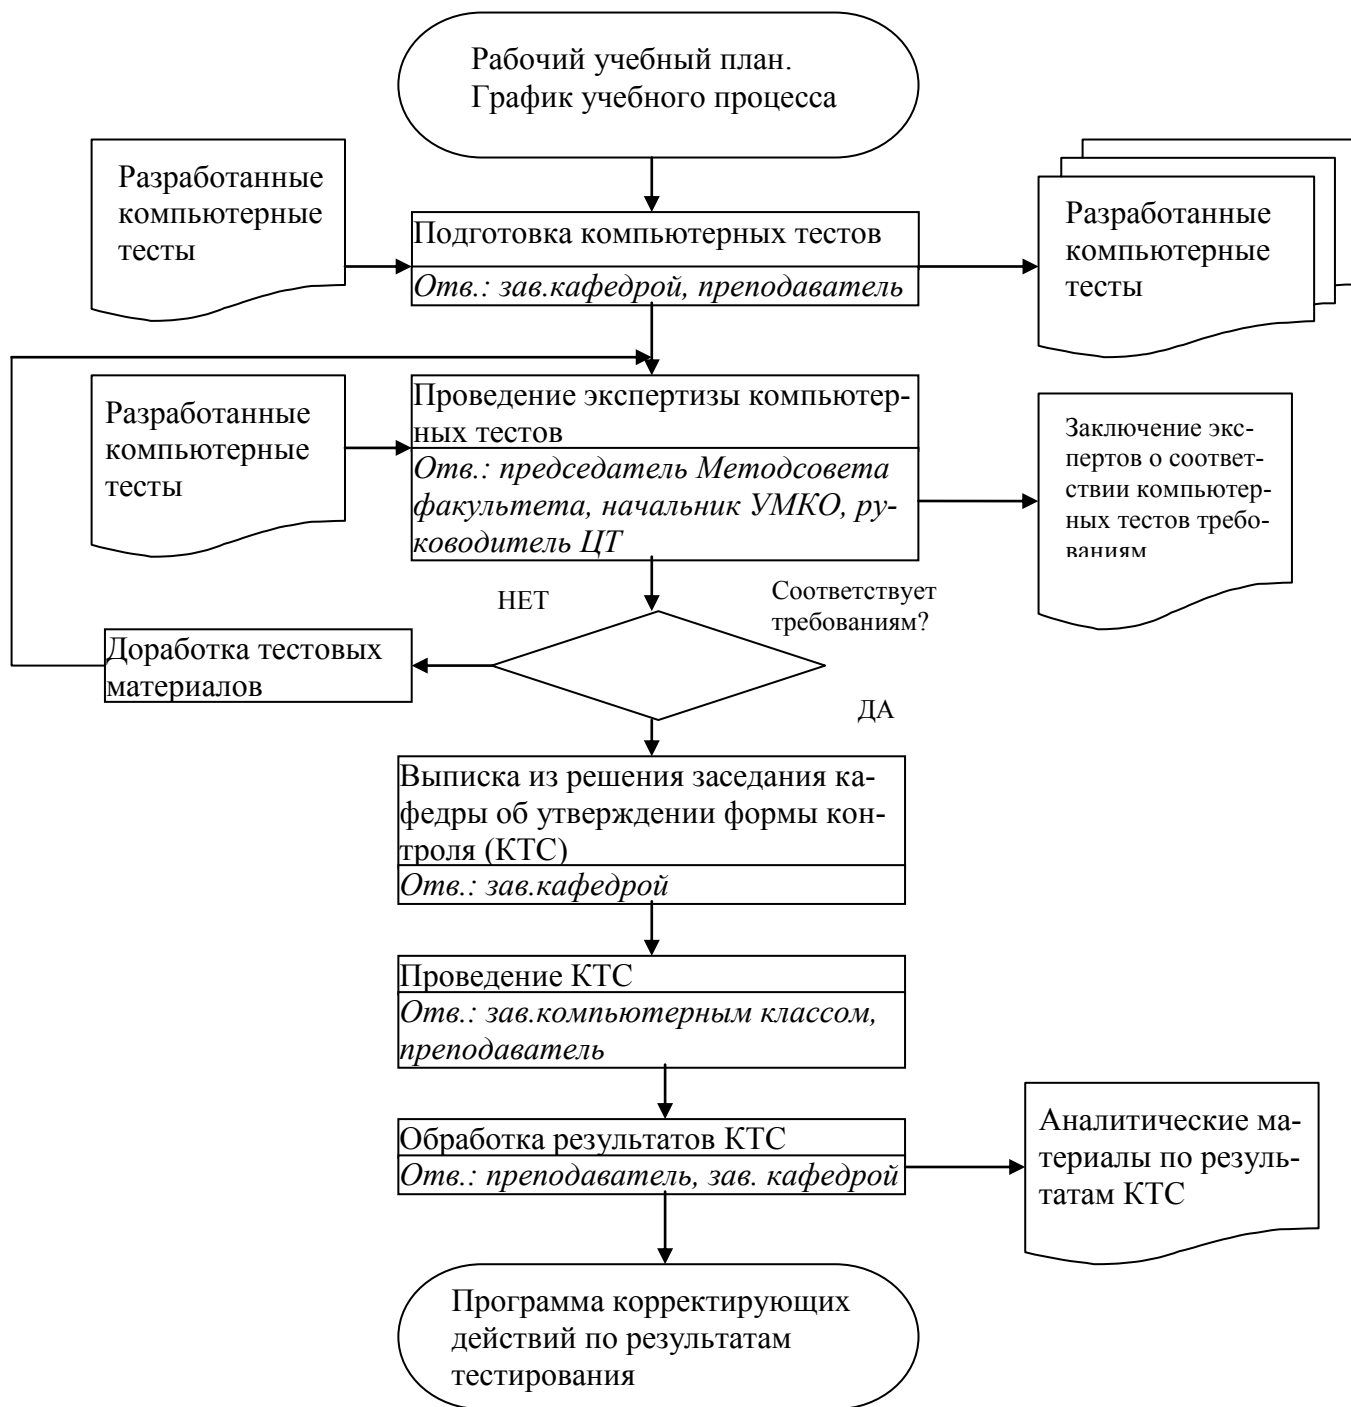 Рабочий учебный план.
График учебного процесса
Разработанные
компьютерные
тесты
Подготовка компьютерных тестов
Отв.: зав.кафедрой, преподаватель
Разработанные
компьютерные
тесты
Разработанные
компьютерные
тесты
Проведение экспертизы компьютер-
ных тестов
Отв.: председатель Методсовета
факультета, начальник УМКО, ру-
ководитель ЦТ
Заключение экс-
пертов о соответ-
ствии компьютер-
ных тестов требо-
ваниям
НЕТ
Соответствует
требованиям?
Доработка тестовых
материалов
ДА
Выписка из решения заседания ка-
федры об утверждении формы кон-
троля (КТС)
Отв.: зав.кафедрой
Проведение КТС
Отв.: зав.компьютерным классом,
преподаватель
Обработка результатов КТС
Отв.: преподаватель, зав. кафедрой
Аналитические ма-
териалы по резуль-
татам КТС
Программа корректирующих
действий по результатам
тестирования